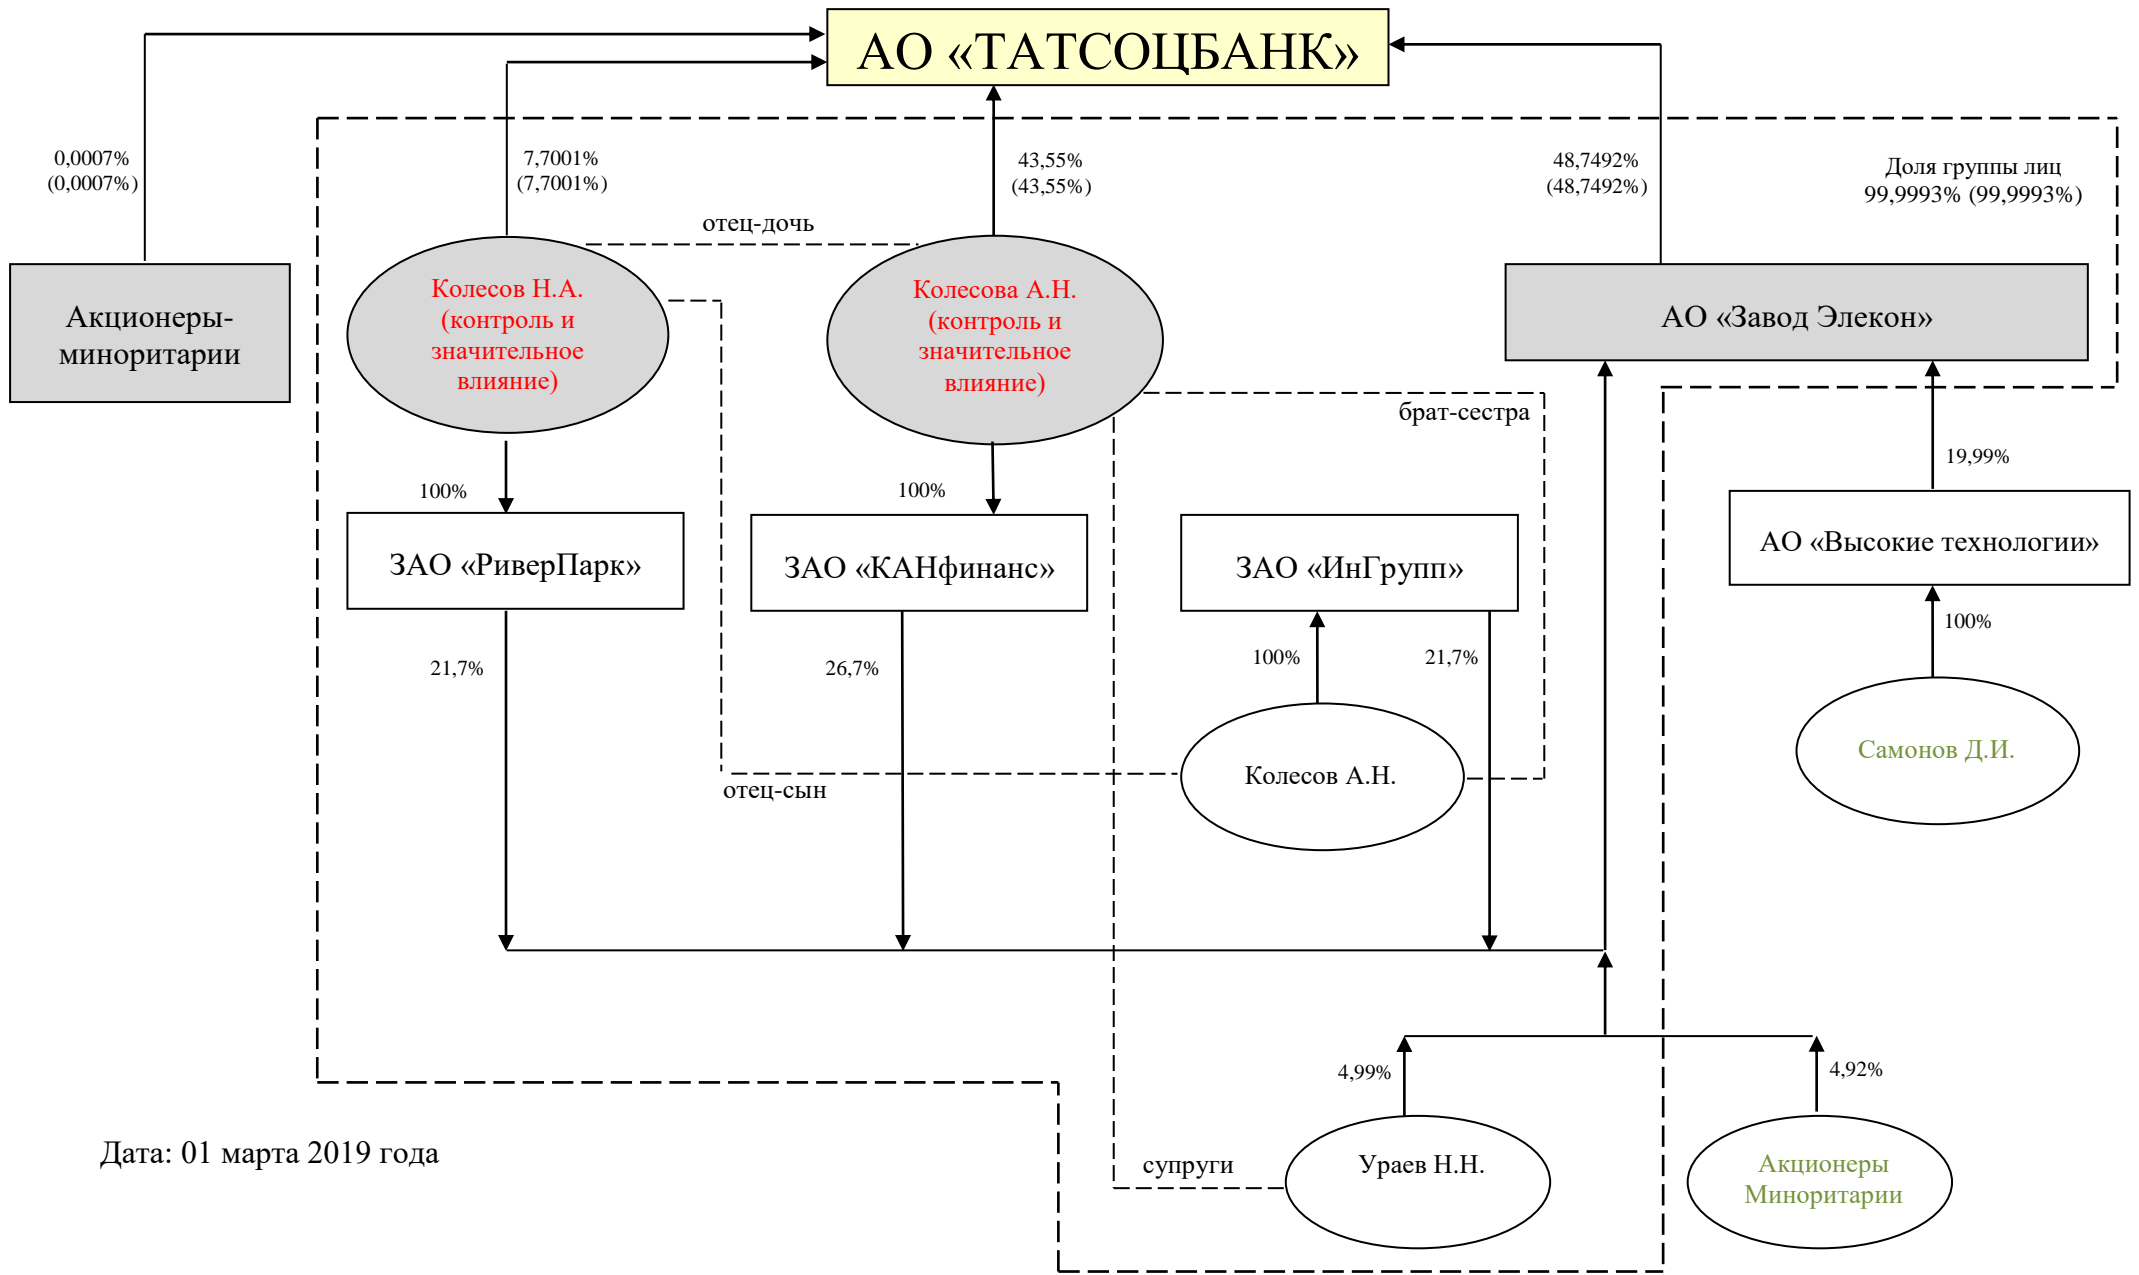 АО «ТАТСОЦБАНК»
0,0007%
(0,0007%)
7,7001%
(7,7001%)
43,55%
(43,55%)
48,7492%
(48,7492%)
Доля группы лиц
99,9993% (99,9993%)
отец-дочь
Акционеры-
миноритарии
Колесов Н.А.
(контроль и
значительное
влияние)
Колесова А.Н.
(контроль и
значительное
влияние)
АО «Завод Элекон»
брат-сестра
100%
100%
19,99%
ЗАО «РиверПарк»
ЗАО «КАНфинанс»
ЗАО «ИнГрупп»
АО «Высокие технологии»
21,7%
26,7%
100%
21,7%
100%
отец-сын
Колесов А.Н.
Самонов Д.И.
4,99%
4,92%
Дата: 01 марта 2019 года
супруги
Ураев Н.Н.
Акционеры
Миноритарии